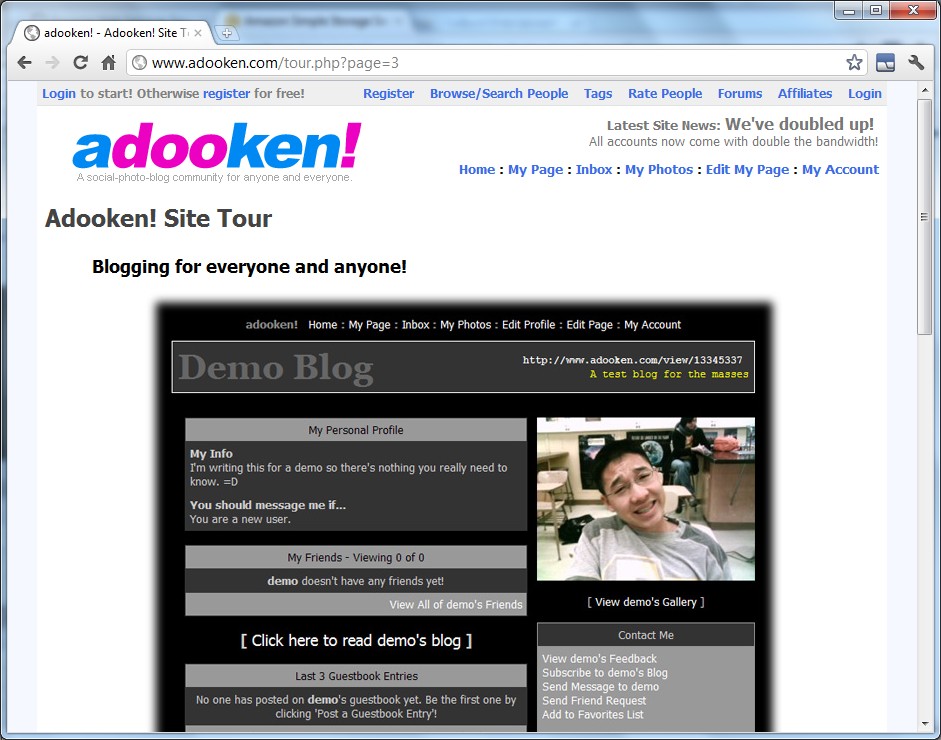 adooken! - Adooken! Site T
www.adooken.com/tour.php?page=3
Login to start! Otherwise register for free!
Register Browse/Search People Tags Rate People Forums Affiliates Login
adooken!
A social-photo-blog community for anyone and everyone.
Latest Site News: We've doubled up!
All accounts now come with double the bandwidth!
Home : My Page : Inbox : My Photos : Edit My Page : My Account
Adooken! Site Tour
Blogging for everyone and anyone!
adooken! Home : My Page : Inbox : My Photos : Edit Profile : Edit Page : My Account
Demo Blog
http://www.adooken.com/view/13345337
A test blog for the masses
My Personal Profile
My Info
I'm writing this for a demo so there's nothing you really need to
know. =D
You should message me if...
You are a new user.
My Friends - Viewing 0 of 0
demo doesn't have any friends yet!
View All of demo's Friends
[ Click here to read demo's blog ]
Last 3 Guestbook Entries
No one has posted on demo's guestbook yet. Be the first one by
clicking 'Post a Guestbook Entry'!
[ View demo's Gallery ]
Contact Me
View demo's Feedback
Subscribe to demo's Blog
Send Message to demo
Send Friend Request
Add to Favorites List